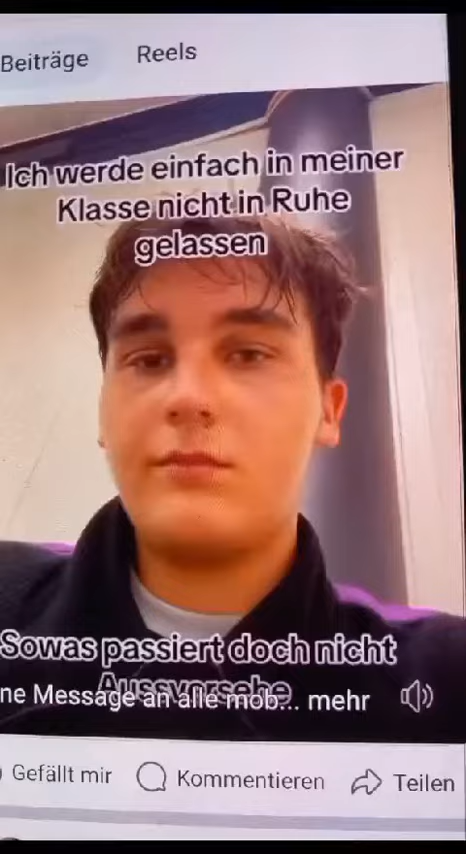 Beiträge Reels
Ich werde einfach in meiner
Klasse nicht in Ruhe
gelassen
Sowas passiert doch nicht
Aussversehe
ne Message an alle mob... mehr
Gefällt mir Kommentieren Teilen